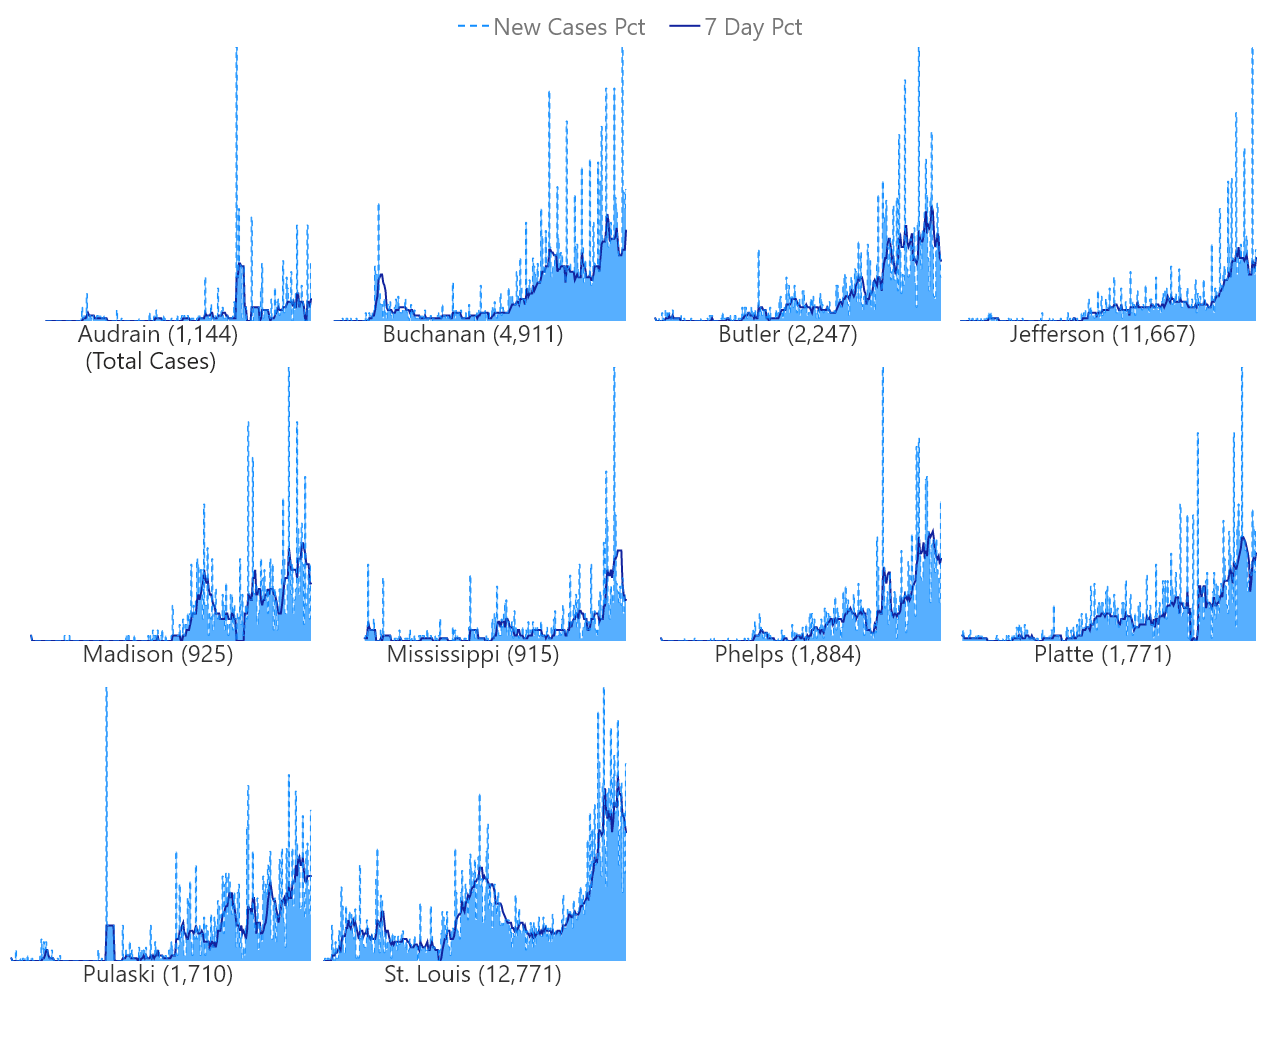 New Cases Pct 7 Day Pct
Audrain (1,144)
(Total Cases)
Buchanan (4,911)
Butler (2,247)
Jefferson (11,667)
Madison (925)
Mississippi (915)
Phelps (1,884)
Platte (1,771)
Pulaski (1,710)
St. Louis (12,771)